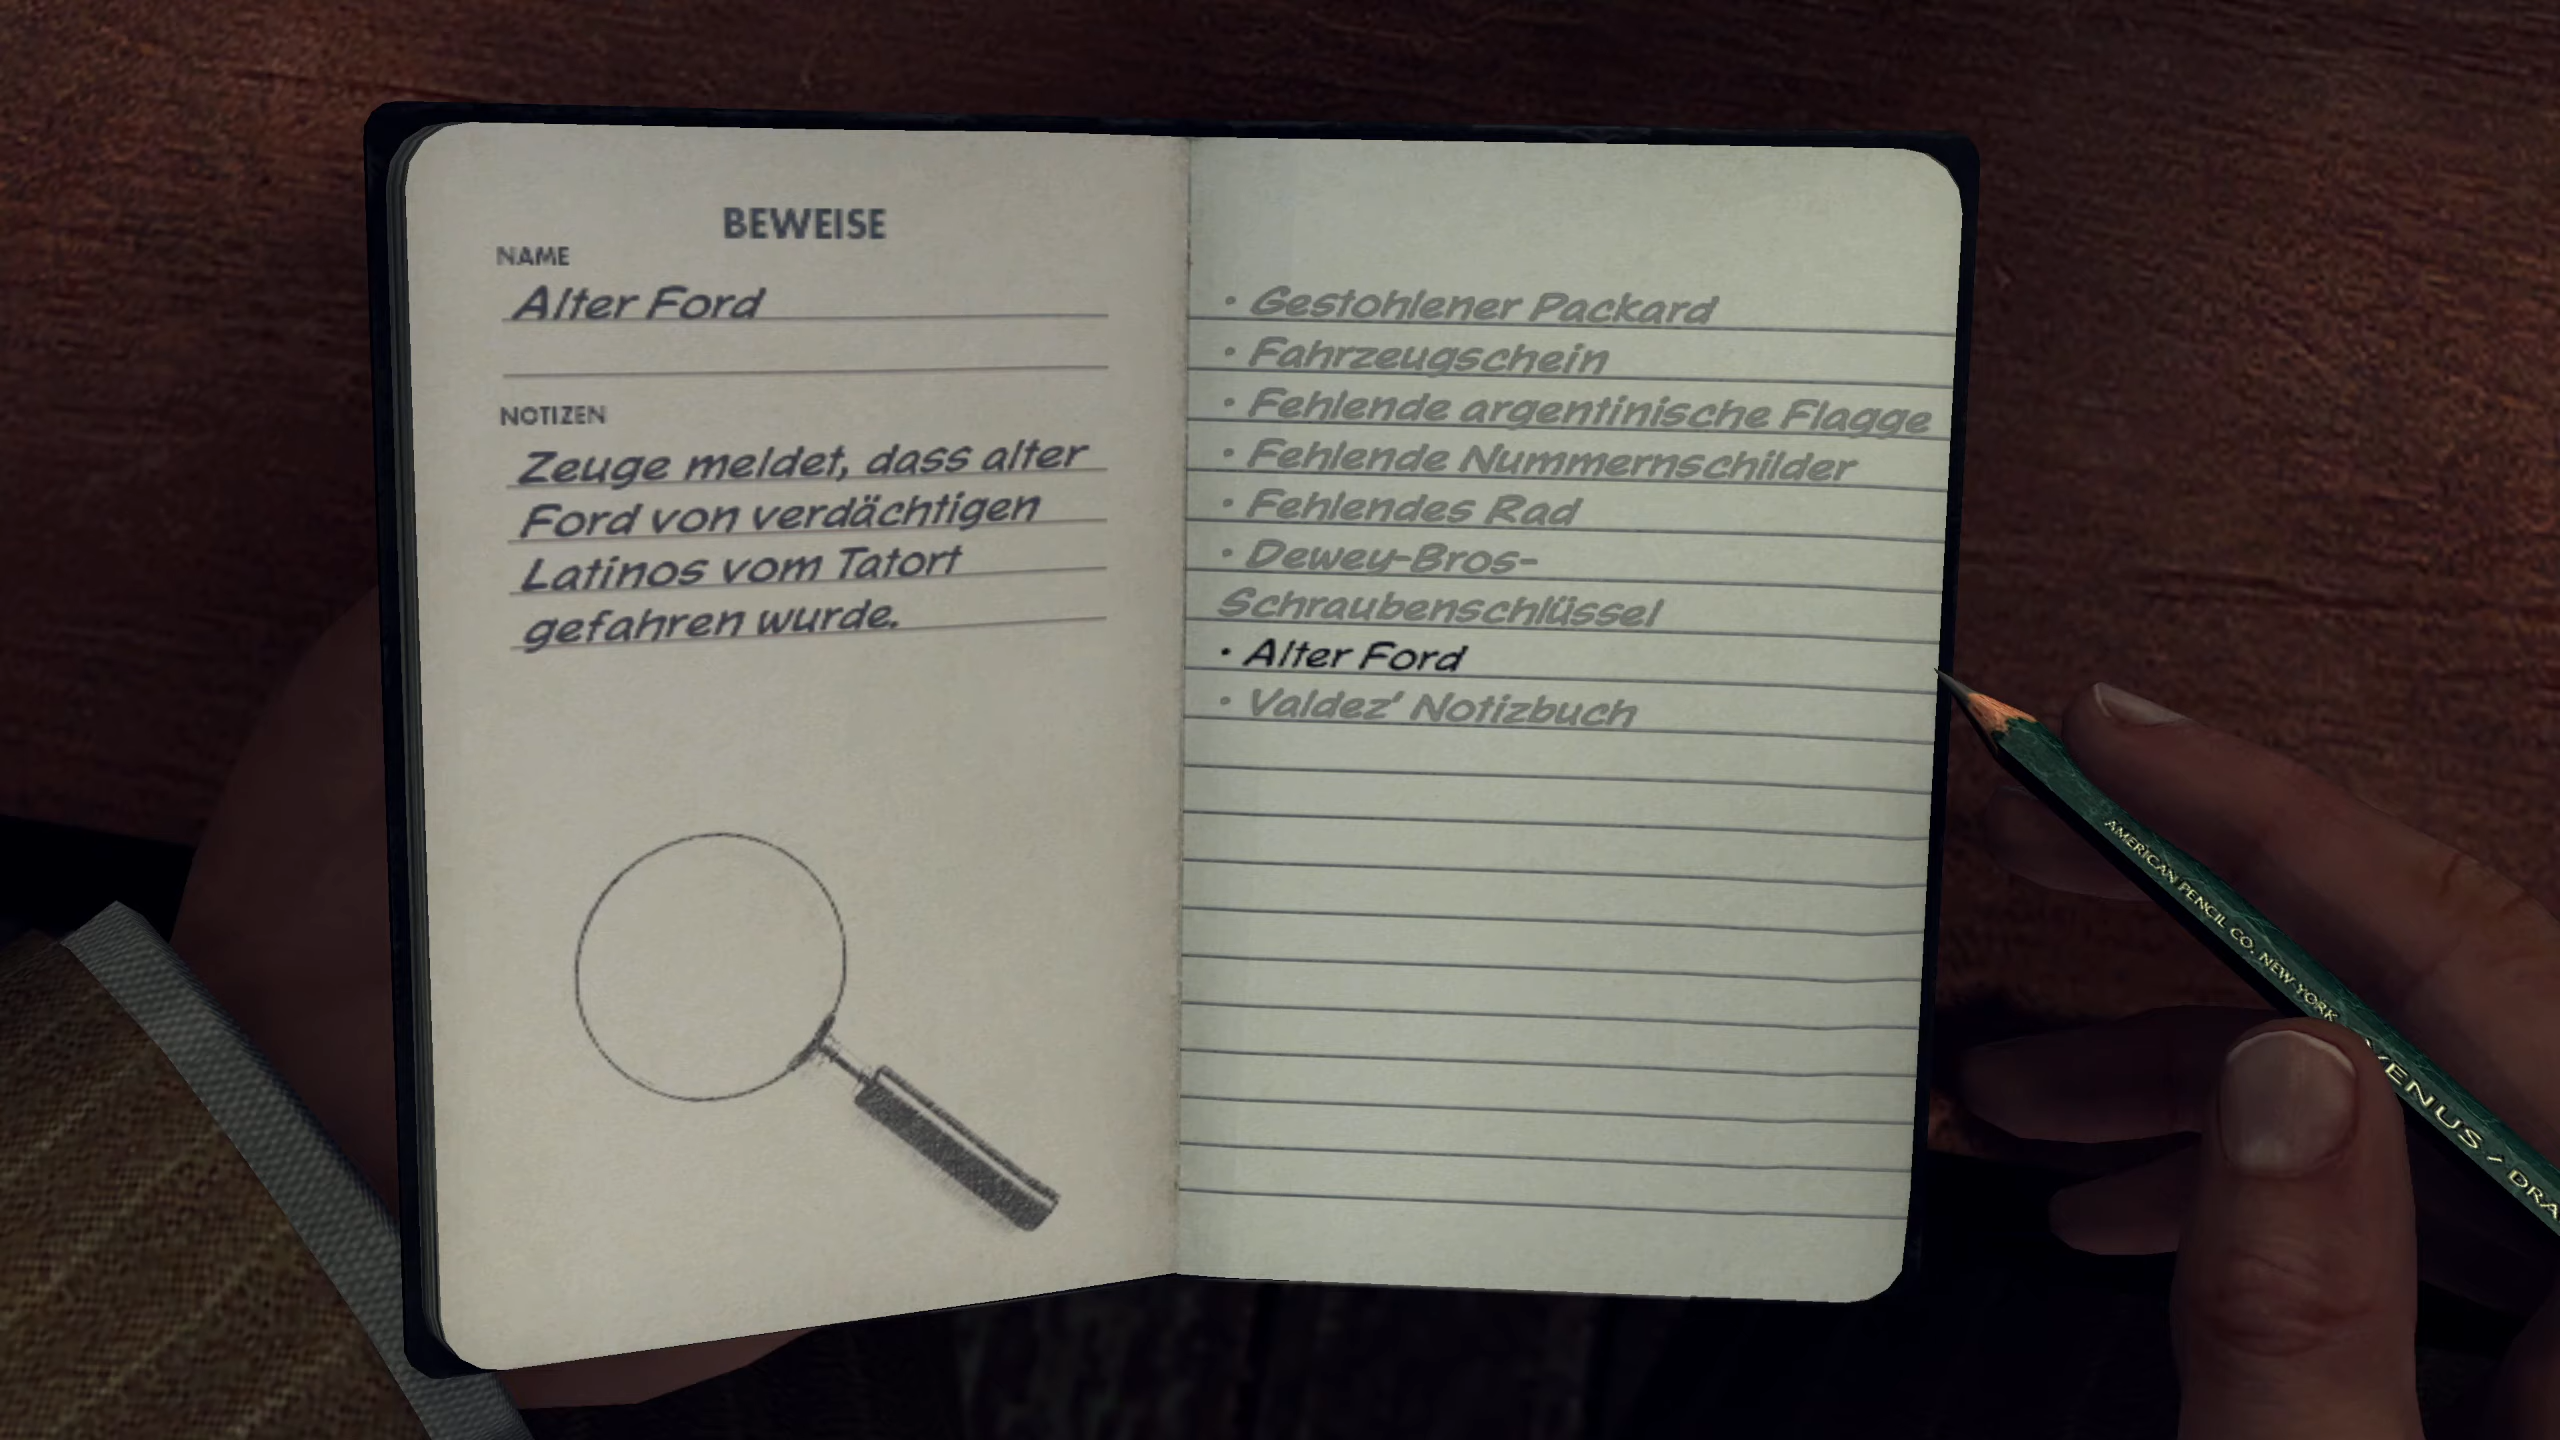 BEWEISE
NAME
Alter Ford
NOTIZEN
Zeuge meldet, dass alter
Ford von verdächtigen
Latinos vom Tatort
gefahren wurde.
• Gestohlener Packard
• Fahrzeugschein
• Fehlende argentinische Flagge
• Fehlende Nummernschilder
• Fehlendes Rad
• Dewey-Bros-
Schraubenschlüssel
• Alter Ford
• Valdez' Notizbuch
AMERICAN PENCIL CO. NEW YORK
VENUS / DRA